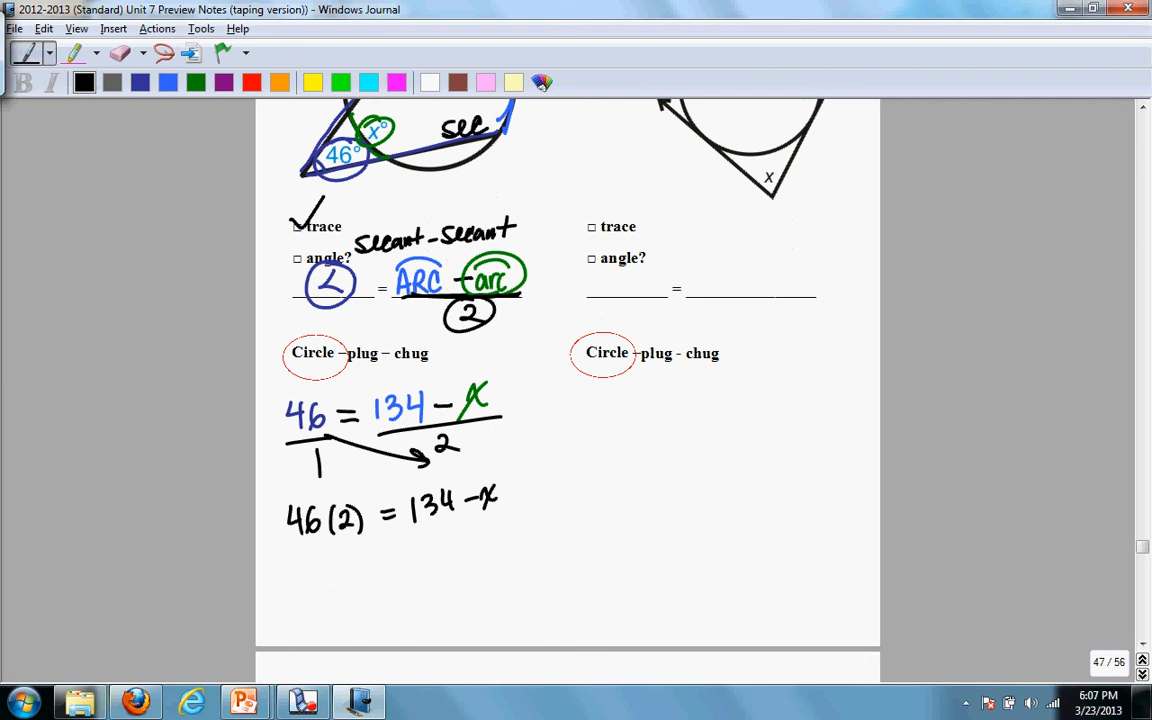 2012-2013 (Standard) Unit 7 Preview Notes (taping version)) - Windows Journal
File Edit View Insert Actions Tools Help
B I
x° sec
46° x
trace trace
secant - secant
angle? angle?
∠ = ARC - arc =
2
Circle –plug – chug Circle –plug - chug
46 = 134 - x
1 2
46(2) = 134 - x
47 / 56
6:07 PM
3/23/2013